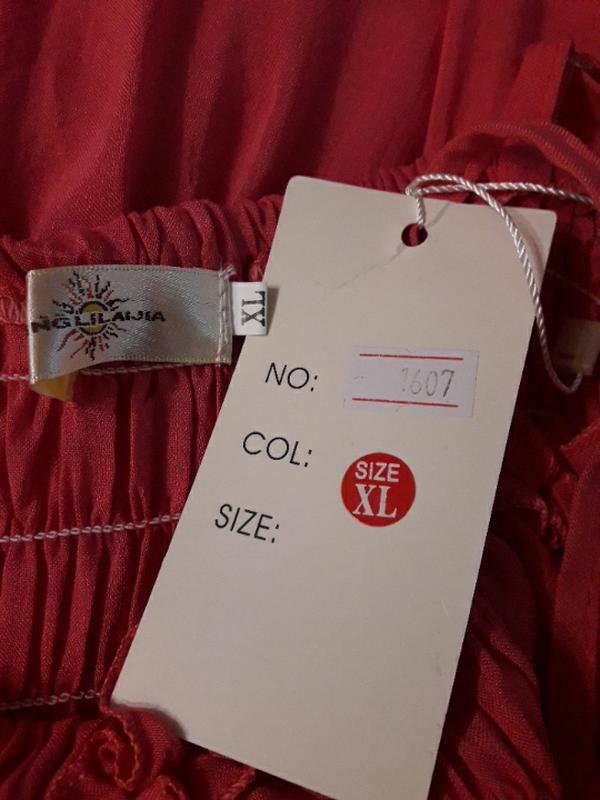 NGLILAIJIA
XL
NO: 1607
COL:
SIZE
XL
SIZE: